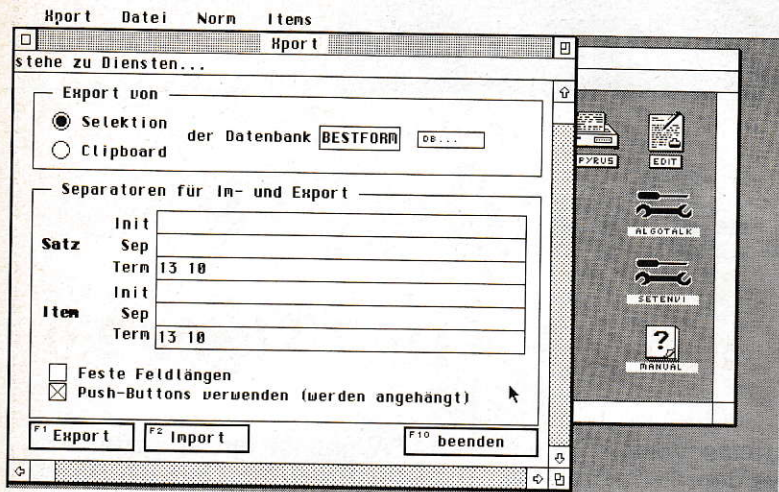 Xport Datei Norm Items
Xport
stehe zu Diensten...
Export von
Selektion
Clipboard
der Datenbank BESTFORM DB...
Separatoren für Im- und Export
Satz
Init
Sep
Term 13 10
Item
Init
Sep
Term 13 10
Feste Feldlängen
Push-Buttons verwenden (werden angehängt)
F1 Export F2 Import F10 beenden
PYRUS
EDIT
ALGOTALK
SETENVI
?
MANUAL